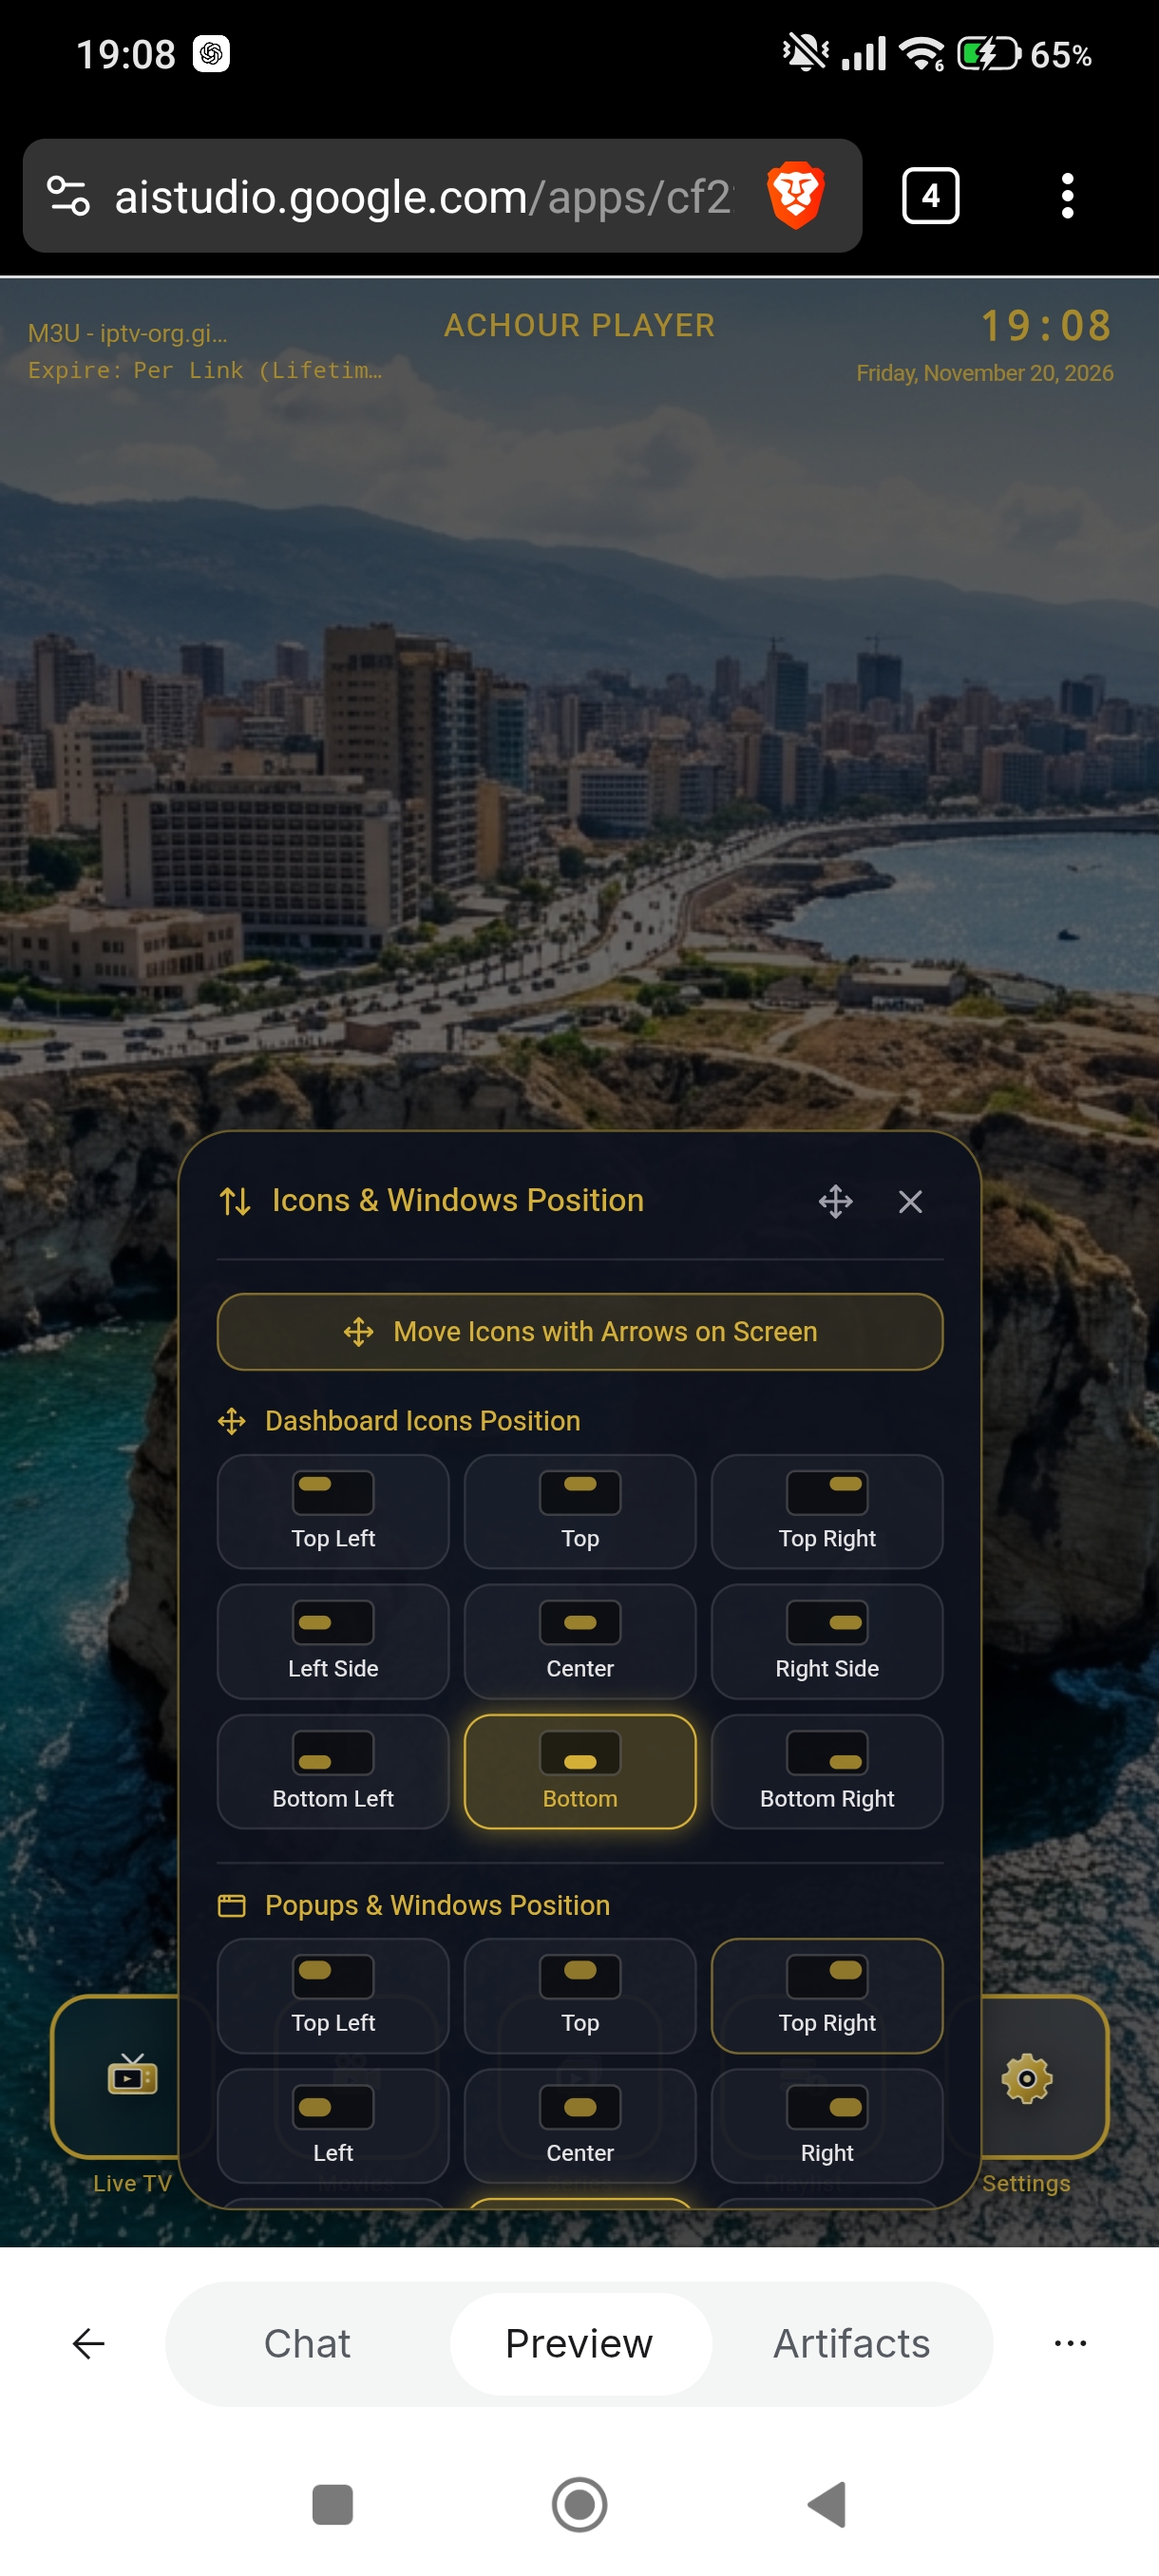 19:08
65%
aistudio.google.com/apps/cf2
4
M3U - iptv-org.gi...
ACHOUR PLAYER
19:08
Expire: Per Link (Lifetim...
Friday, November 20, 2026
Icons & Windows Position
Move Icons with Arrows on Screen
Dashboard Icons Position
Top Left
Top
Top Right
Left Side
Center
Right Side
Bottom Left
Bottom
Bottom Right
Popups & Windows Position
Top Left
Top
Top Right
Left
Center
Right
Live TV
Movies
Settings
Chat
Preview
Artifacts